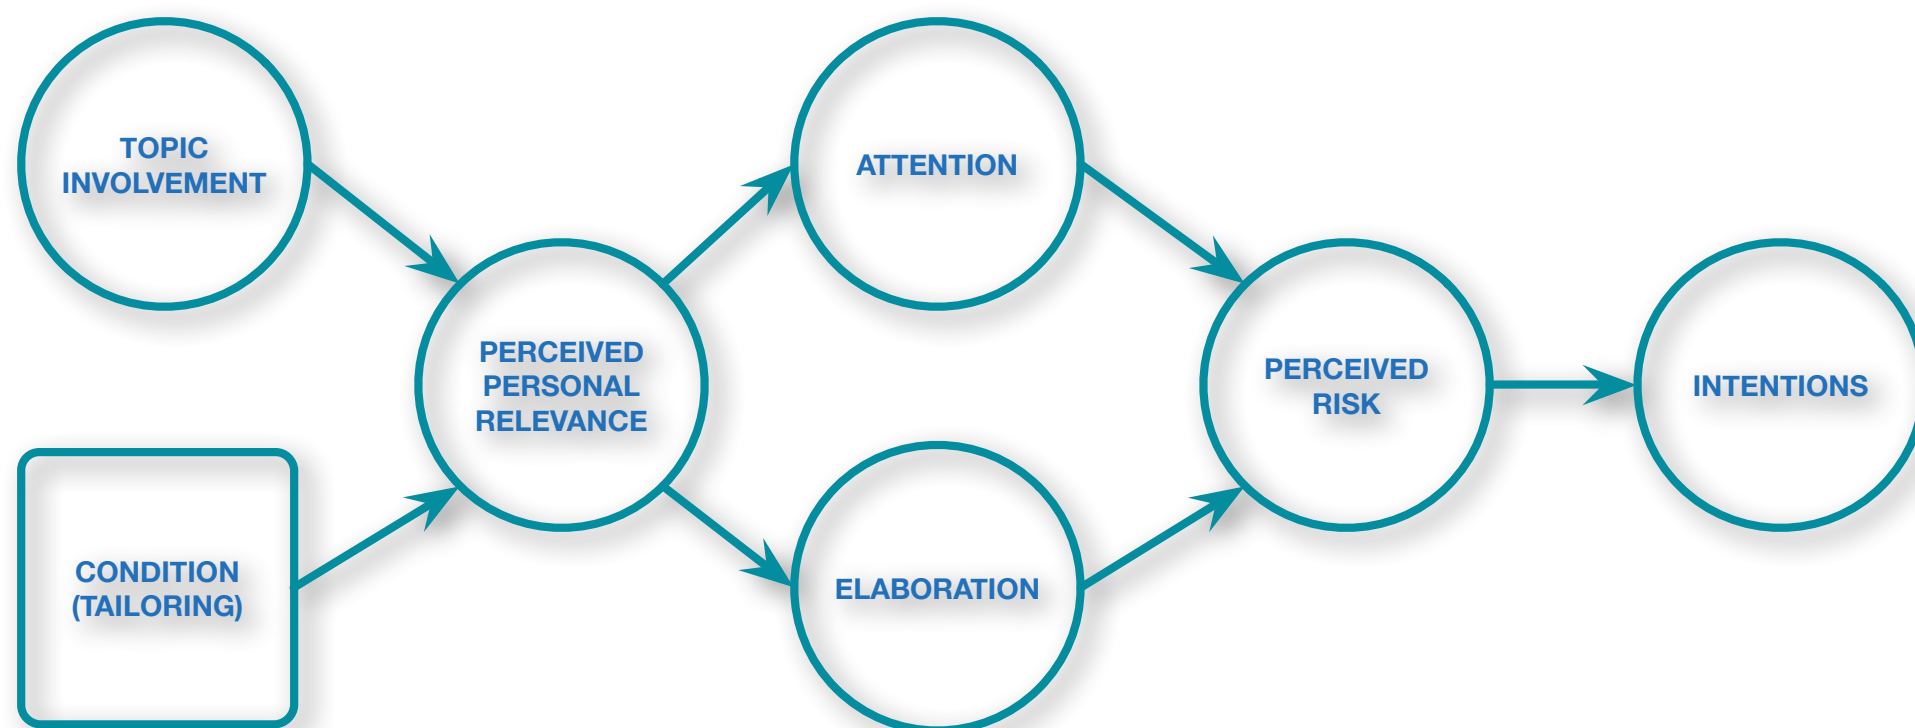 TOPIC
INVOLVEMENT
CONDITION
(TAILORING)
PERCEIVED
PERSONAL
RELEVANCE
ATTENTION
ELABORATION
PERCEIVED
RISK
INTENTIONS